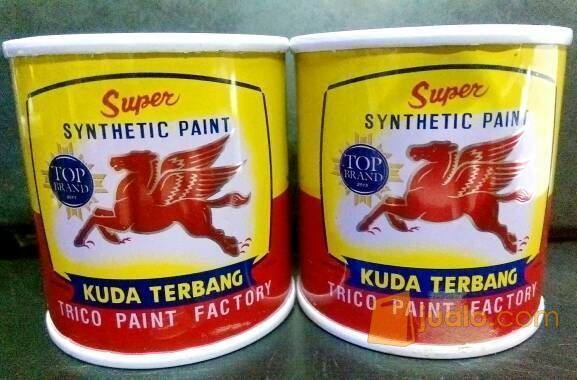 Super
SYNTHETIC PAINT
TOP
BRAND
KUDA TERBANG
TRICO PAINT FACTORY
Super
SYNTHETIC PAINT
TOP
BRAND
KUDA TERBANG
TRICO PAINT FACTORY
jualo.com